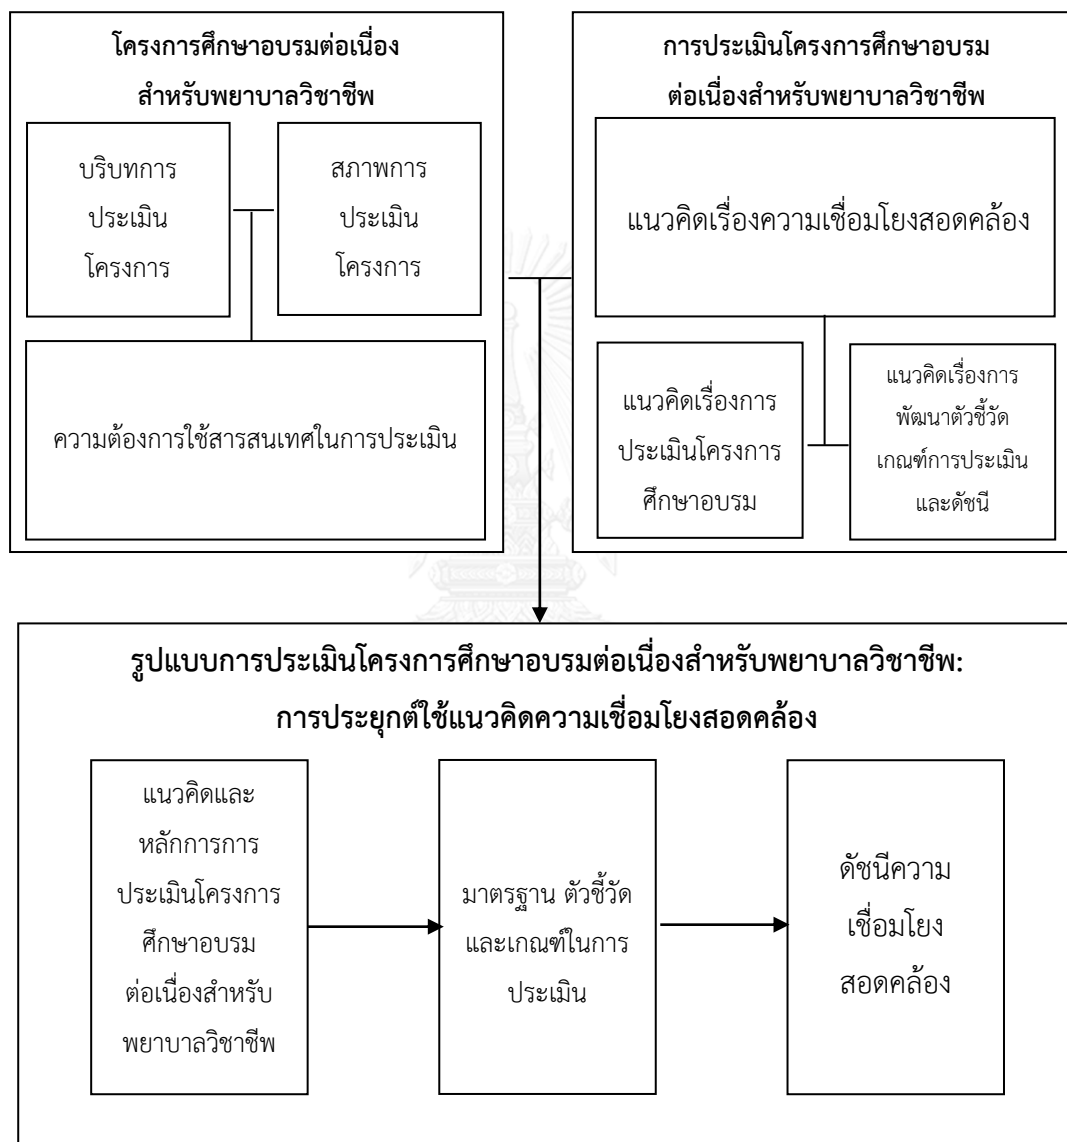 โครงการศึกษาอบรมต่อเนื่อง
สำหรับพยาบาลวิชาชีพ
บริบทการ
ประเมิน
โครงการ
สภาพการ
ประเมิน
โครงการ
ความต้องการใช้สารสนเทศในการประเมิน
การประเมินโครงการศึกษาอบรม
ต่อเนื่องสำหรับพยาบาลวิชาชีพ
แนวคิดเรื่องความเชื่อมโยงสอดคล้อง
แนวคิดเรื่องการ
ประเมินโครงการ
ศึกษาอบรม
แนวคิดเรื่องการ
พัฒนาตัวชี้วัด
เกณฑ์การประเมิน
และดัชนี
รูปแบบการประเมินโครงการศึกษาอบรมต่อเนื่องสำหรับพยาบาลวิชาชีพ:
การประยุกต์ใช้แนวคิดความเชื่อมโยงสอดคล้อง
แนวคิดและ
หลักการการ
ประเมินโครงการ
ศึกษาอบรม
ต่อเนื่องสำหรับ
พยาบาลวิชาชีพ
มาตรฐาน ตัวชี้วัด
และเกณฑ์ในการ
ประเมิน
ดัชนีความ
เชื่อมโยง
สอดคล้อง